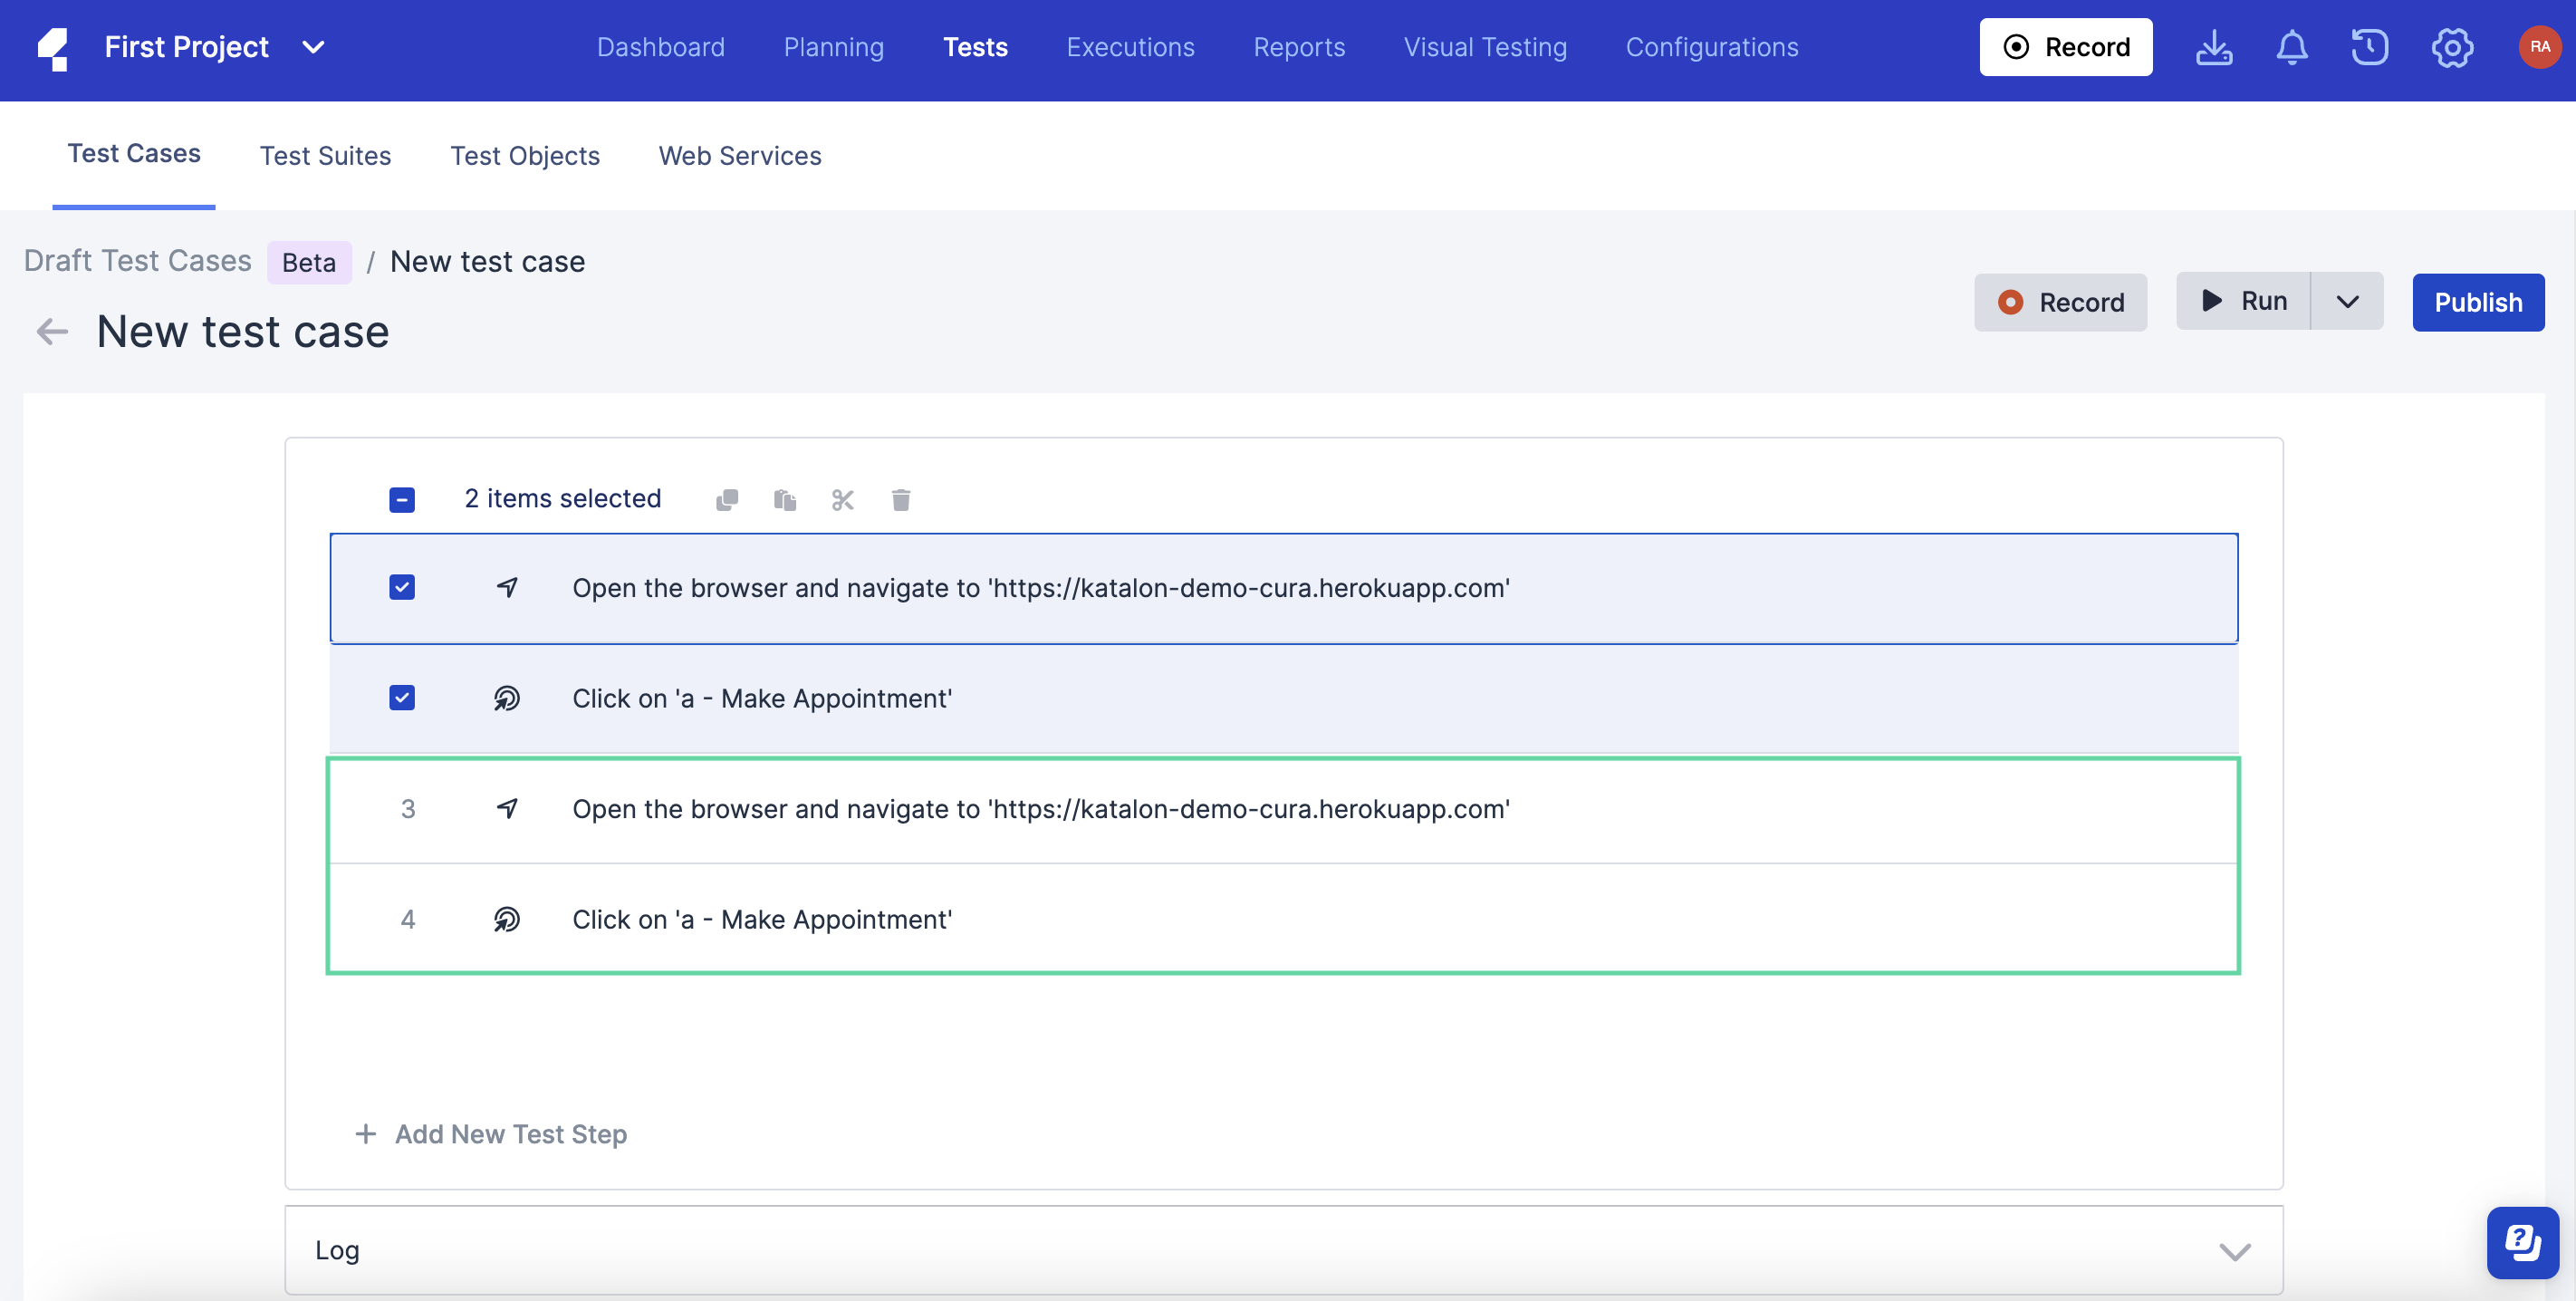 First Project
Dashboard
Planning
Tests
Executions
Reports
Visual Testing
Configurations
Record
RA
Test Cases
Test Suites
Test Objects
Web Services
Draft Test Cases Beta / New test case
New test case
Record
Run
Publish
2 items selected
Open the browser and navigate to 'https://katalon-demo-cura.herokuapp.com'
Click on 'a - Make Appointment'
3 Open the browser and navigate to 'https://katalon-demo-cura.herokuapp.com'
4 Click on 'a - Make Appointment'
+ Add New Test Step
Log
?